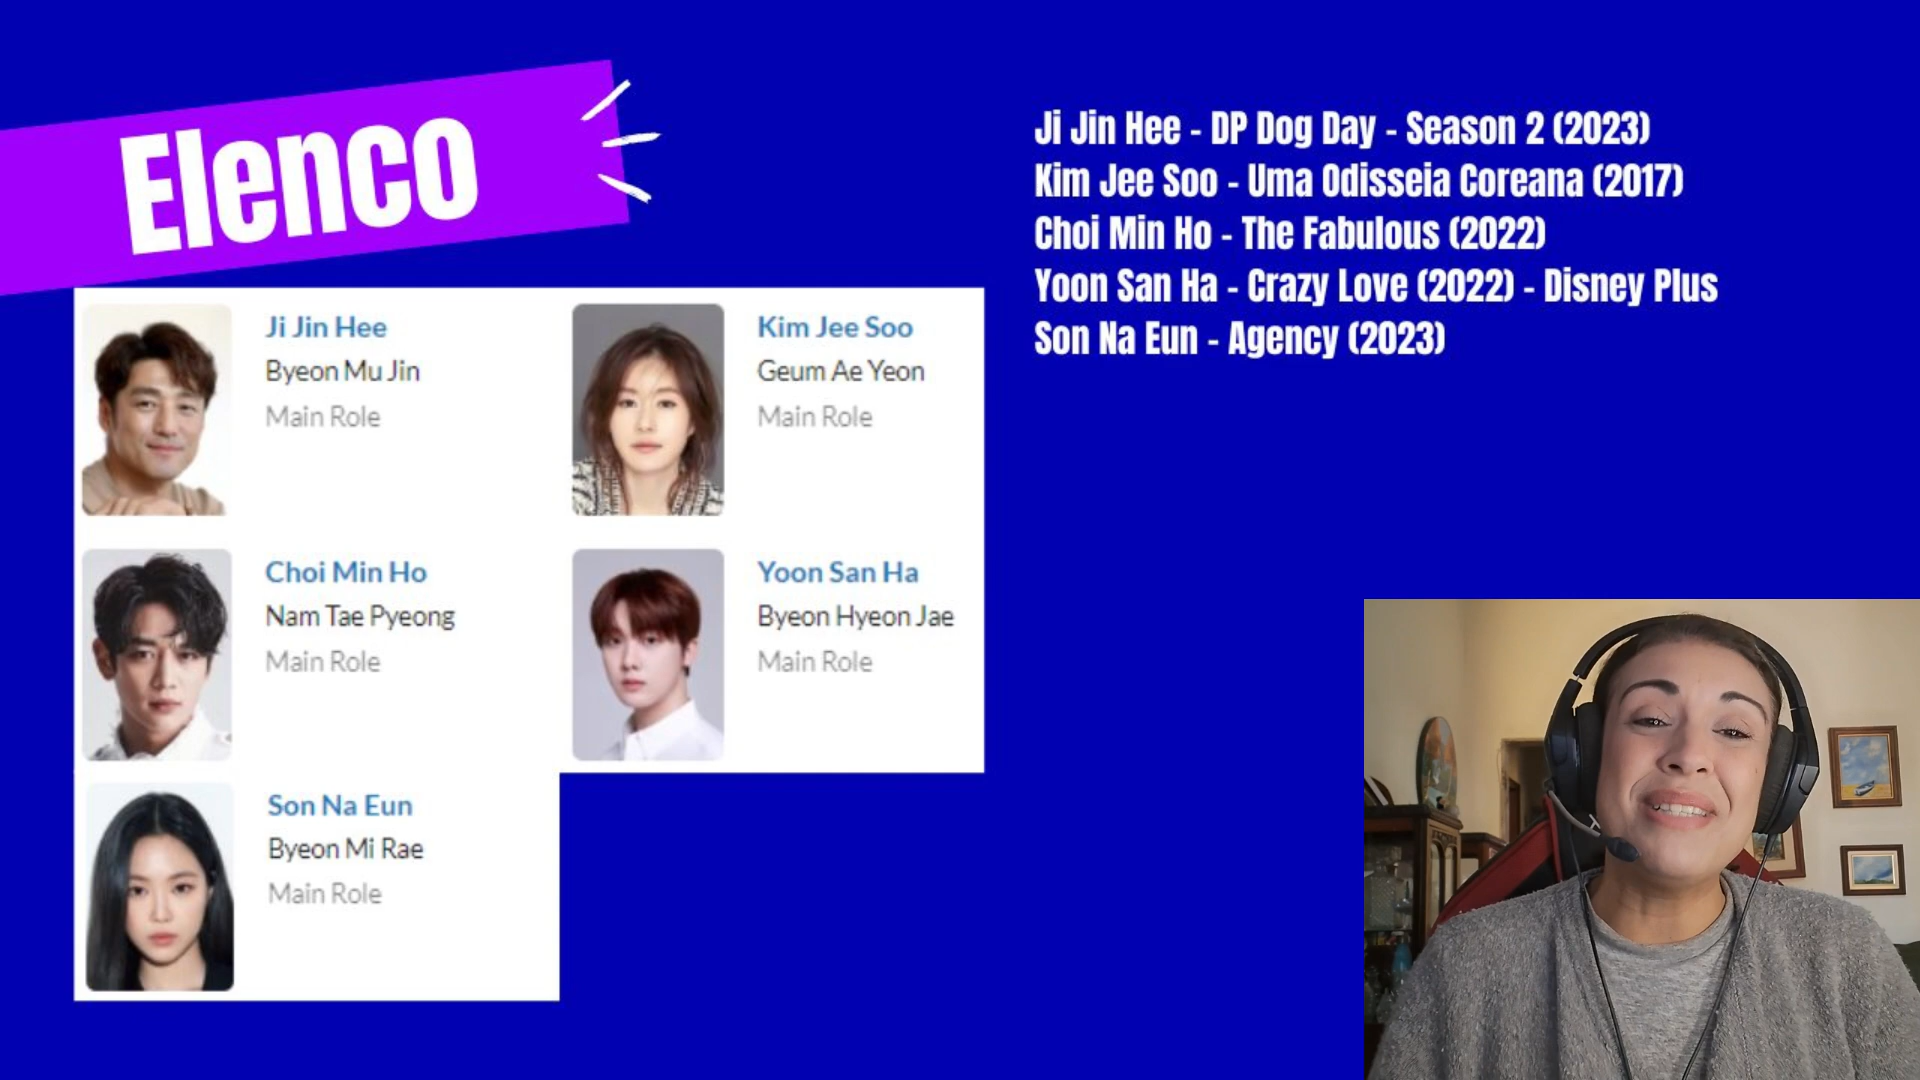 Elenco
Ji Jin Hee - DP Dog Day - Season 2 (2023)
Kim Jee Soo - Uma Odisseia Coreana (2017)
Choi Min Ho - The Fabulous (2022)
Yoon San Ha - Crazy Love (2022) - Disney Plus
Son Na Eun - Agency (2023)
Ji Jin Hee
Byeon Mu Jin
Main Role
Kim Jee Soo
Geum Ae Yeon
Main Role
Choi Min Ho
Nam Tae Pyeong
Main Role
Yoon San Ha
Byeon Hyeon Jae
Main Role
Son Na Eun
Byeon Mi Rae
Main Role